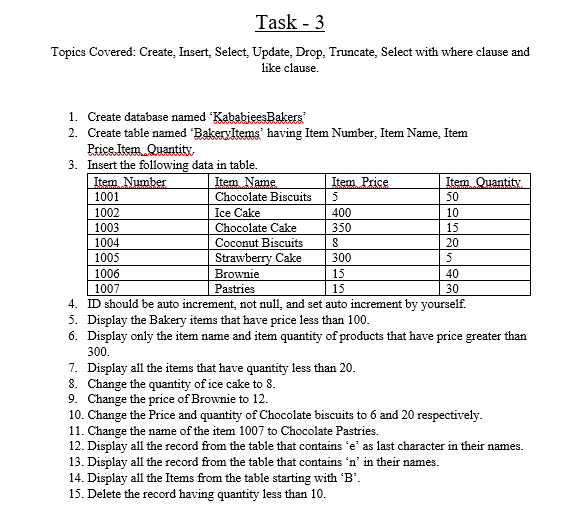 Task - 3
Topics Covered: Create, Insert, Select, Update, Drop, Truncate, Select with where clause and
like clause.
1. Create database named ‘KababjeesBakers’
2. Create table named ‘BakeryItems’ having Item Number, Item Name, Item
Price,Item_Quantity.
3. Insert the following data in table.
Item_Number Item_Name Item_Price Item_Quantity
1001 Chocolate Biscuits 5 50
1002 Ice Cake 400 10
1003 Chocolate Cake 350 15
1004 Coconut Biscuits 8 20
1005 Strawberry Cake 300 5
1006 Brownie 15 40
1007 Pastries 15 30
4. ID should be auto increment, not null, and set auto increment by yourself.
5. Display the Bakery items that have price less than 100.
6. Display only the item name and item quantity of products that have price greater than
300.
7. Display all the items that have quantity less than 20.
8. Change the quantity of ice cake to 8.
9. Change the price of Brownie to 12.
10. Change the Price and quantity of Chocolate biscuits to 6 and 20 respectively.
11. Change the name of the item 1007 to Chocolate Pastries.
12. Display all the record from the table that contains ‘e’ as last character in their names.
13. Display all the record from the table that contains ‘n’ in their names.
14. Display all the Items from the table starting with ‘B’.
15. Delete the record having quantity less than 10.